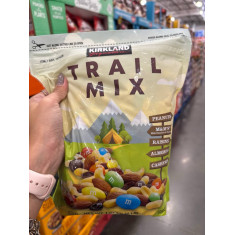 KIRKLAND
TRAIL
MIX
PEANUTS
M&M'S
RAISINS
ALMONDS
CASHEWS
m